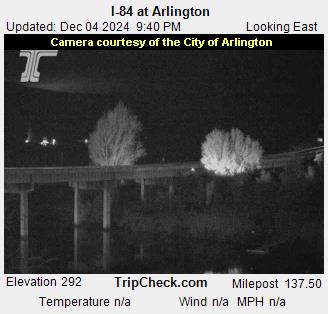 I-84 at Arlington
Updated: Dec 04 2024 9:40 PM Looking East
Camera courtesy of the City of Arlington
Elevation 292 TripCheck.com Milepost 137.50
Temperature n/a Wind n/a MPH n/a